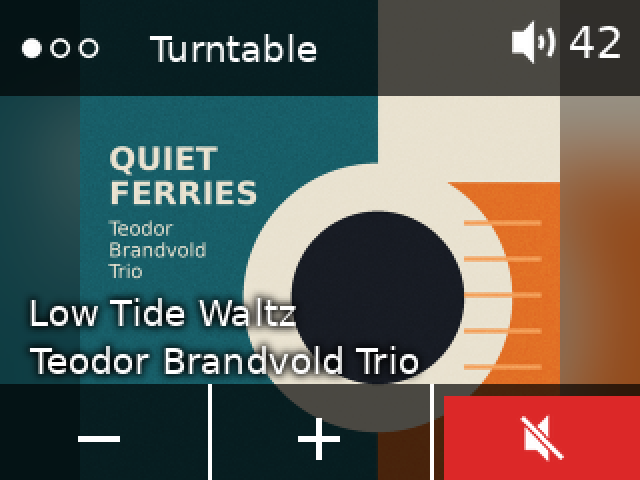 Turntable
42
QUIET
FERRIES
Teodor
Brandvold
Trio
Low Tide Waltz
Teodor Brandvold Trio